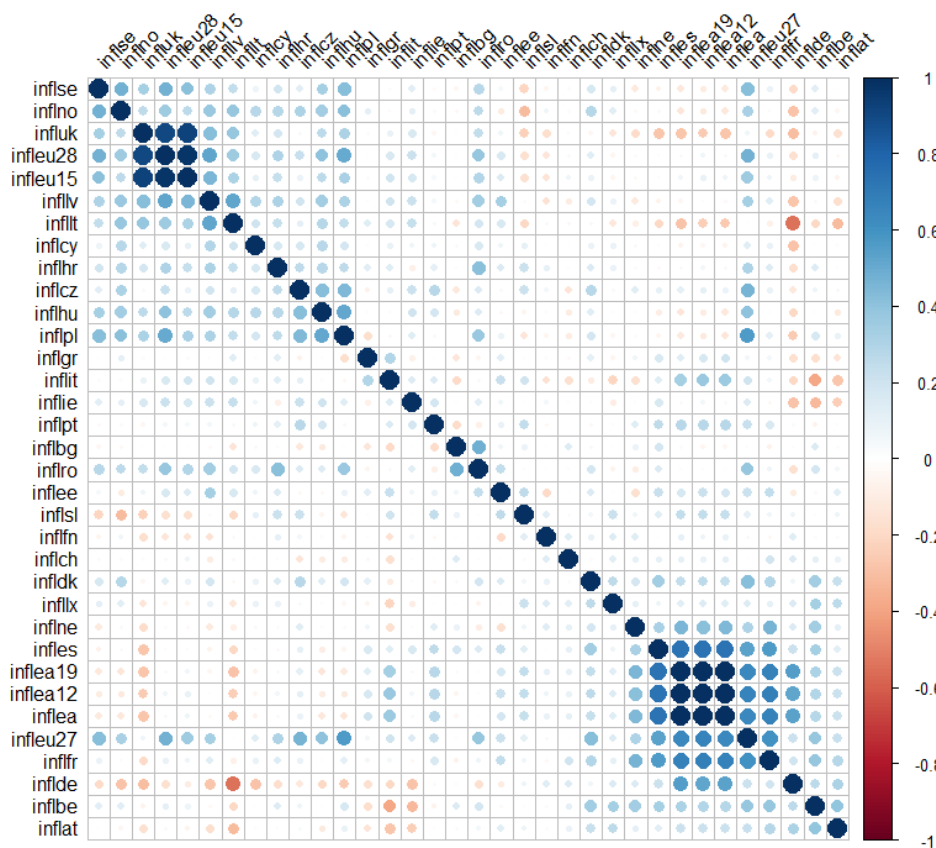 inflse
inflno
influk
infleu28
infleu15
infllv
infllt
inflcy
inflhr
inflcz
inflhu
inflpl
inflgr
inflit
inflie
inflpt
inflbg
inflro
inflee
inflsl
inflfn
inflch
infldk
infllx
inflne
infles
inflea19
inflea12
inflea
infleu27
inflfr
inflde
inflbe
inflat
inflse
inflno
influk
infleu28
infleu15
infllv
infllt
inflcy
inflhr
inflcz
inflhu
inflpl
inflgr
inflit
inflie
inflpt
inflbg
inflro
inflee
inflsl
inflfn
inflch
infldk
infllx
inflne
infles
inflea19
inflea12
inflea
infleu27
inflfr
inflde
inflbe
inflat
1
0.8
0.6
0.4
0.2
0
-0.2
-0.4
-0.6
-0.8
-1